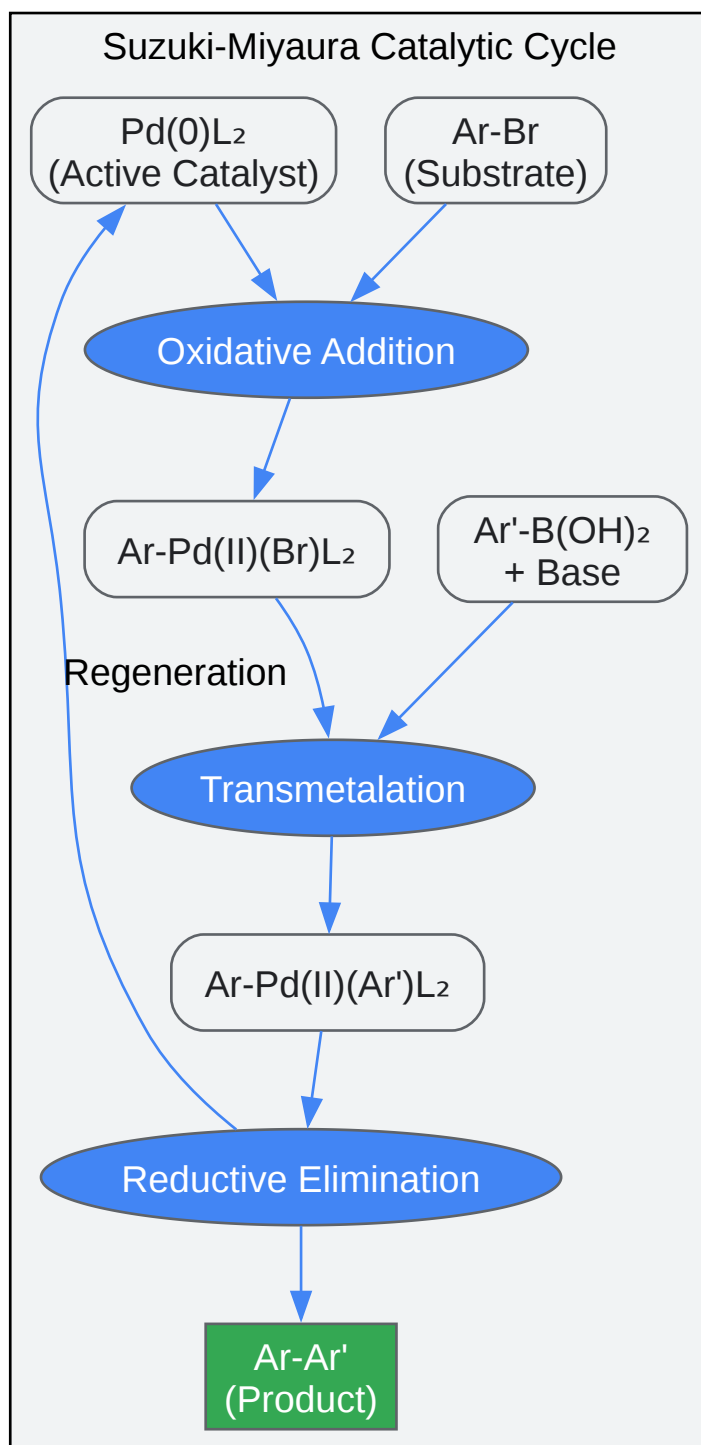 Suzuki-Miyaura Catalytic Cycle
Pd(0)L₂
(Active Catalyst)
Ar-Br
(Substrate)
Oxidative Addition
Ar-Pd(II)(Br)L₂
Ar'-B(OH)₂
+ Base
Regeneration
Transmetalation
Ar-Pd(II)(Ar')L₂
Reductive Elimination
Ar-Ar'
(Product)